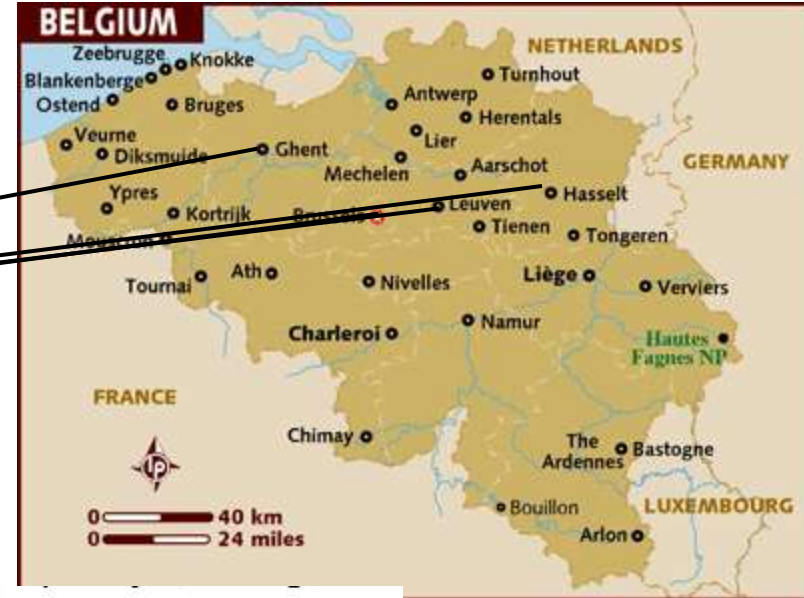 BELGIUM
NETHERLANDS
Zeebrugge
Knokke
Blankenberge
Turnhout
Ostend
Bruges
Antwerp
Herentals
Veurne
Lier
Diksmuide
Ghent
Mechelen
Aarschot
GERMANY
Ypres
Hasselt
Kortrijk
Brussels
Leuven
Tienen
Tongeren
Mouscron
Tournai
Ath
Nivelles
Liège
Verviers
Charleroi
Namur
Hautes
Fagnes NP
FRANCE
Chimay
The
Ardennes
Bastogne
LP
0 40 km
0 24 miles
Bouillon
LUXEMBOURG
Arlon